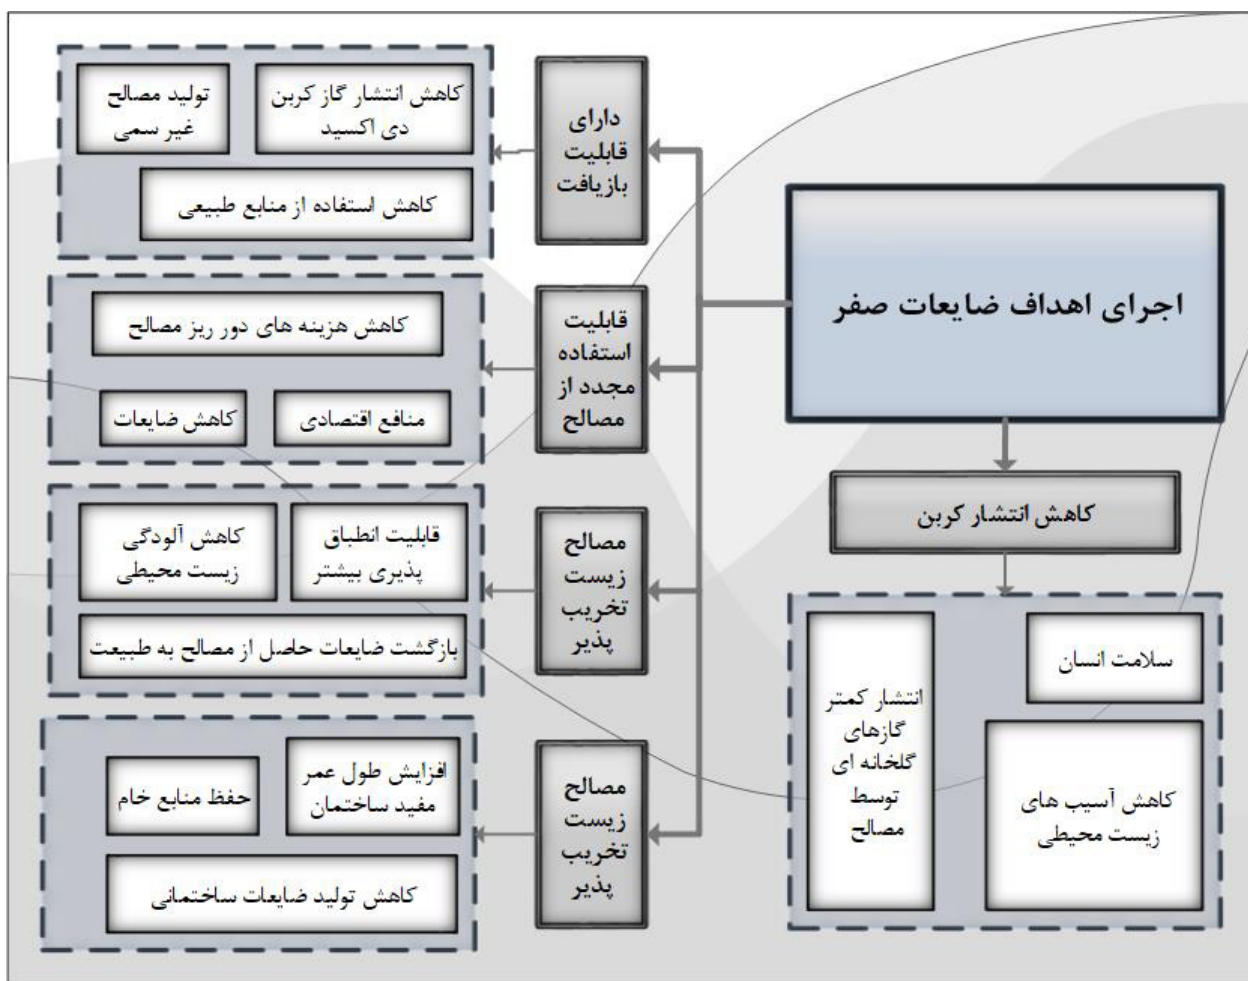 اجرای اهداف ضایعات صفر
کاهش انتشار کربن
سلامت انسان
انتشار کمتر
گازهای
گلخانه ای
توسط
مصالح
کاهش آسیب های
زیست محیطی
دارای
قابلیت
بازیافت
کاهش انتشار گاز کربن
دی اکسید
تولید مصالح
غیر سمی
کاهش استفاده از منابع طبیعی
قابلیت
استفاده
مجدد از
مصالح
کاهش هزینه های دور ریز مصالح
منافع اقتصادی
کاهش ضایعات
مصالح
زیست
تخریب
پذیر
قابلیت انطباق
پذیری بیشتر
کاهش آلودگی
زیست محیطی
بازگشت ضایعات حاصل از مصالح به طبیعت
مصالح
زیست
تخریب
پذیر
افزایش طول عمر
مفید ساختمان
حفظ منابع خام
کاهش تولید ضایعات ساختمانی